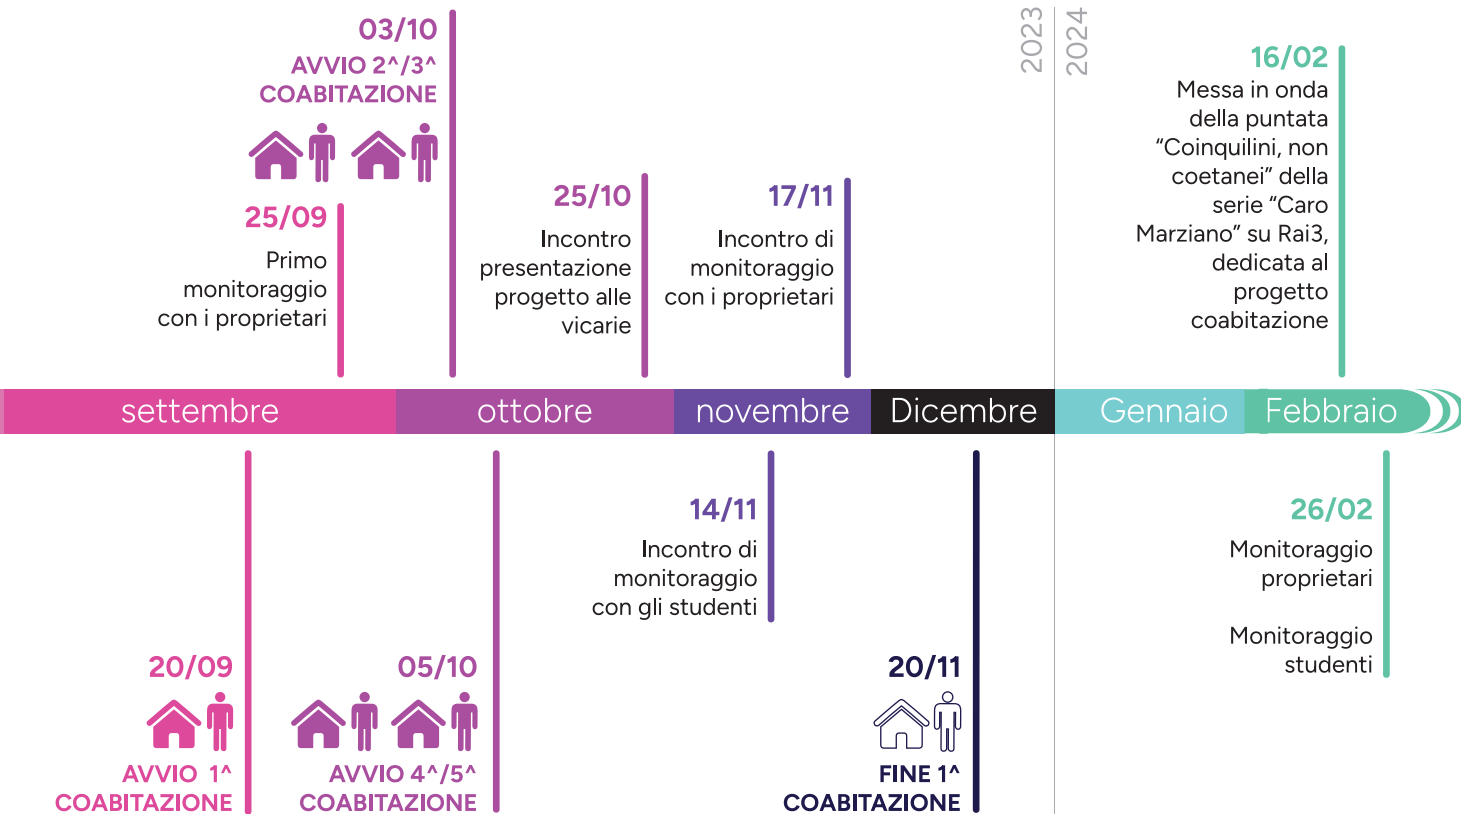 03/10
AVVIO 2^/3^
COABITAZIONE
25/09
Primo
monitoraggio
con i proprietari
25/10
Incontro
presentazione
progetto alle
vicarie
17/11
Incontro di
monitoraggio
con i proprietari
2023
2024
16/02
Messa in onda
della puntata
“Coinquilini, non
coetanei” della
serie “Caro
Marziano” su Rai3,
dedicata al
progetto
coabitazione
settembre
ottobre
novembre
Dicembre
Gennaio
Febbraio
20/09
AVVIO 1^
COABITAZIONE
05/10
AVVIO 4^/5^
COABITAZIONE
14/11
Incontro di
monitoraggio
con gli studenti
20/11
FINE 1^
COABITAZIONE
26/02
Monitoraggio
proprietari
Monitoraggio
studenti